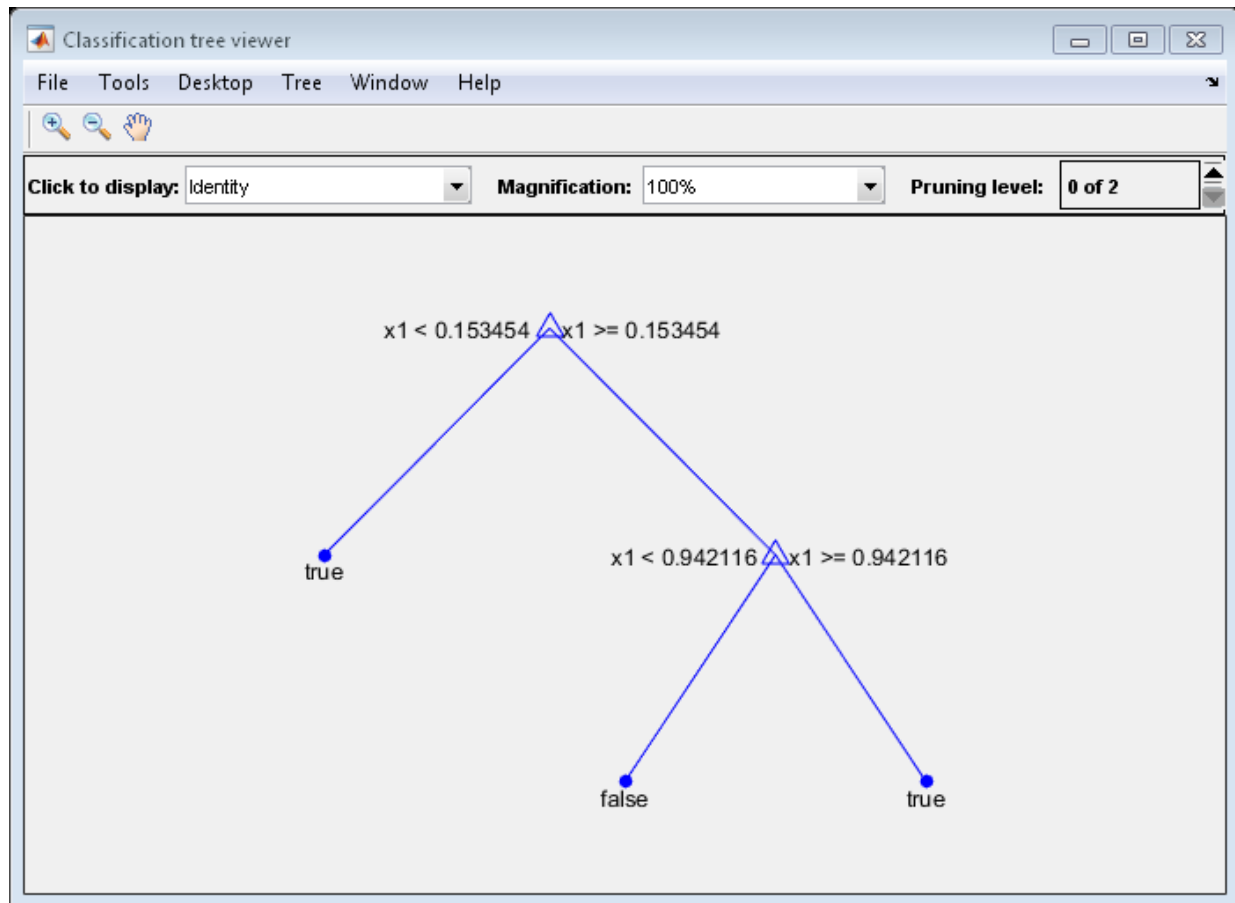 Classification tree viewer
File Tools Desktop Tree Window Help
Click to display: Identity Magnification: 100% Pruning level: 0 of 2
x1 < 0.153454 x1 >= 0.153454
true
x1 < 0.942116 x1 >= 0.942116
false
true